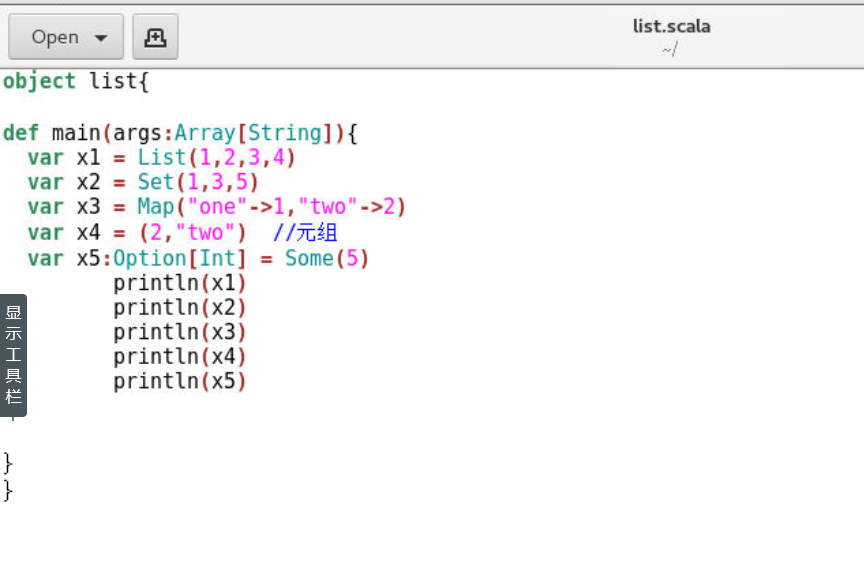 Open
list.scala
~/
object list{
def main(args:Array[String]){
var x1 = List(1,2,3,4)
var x2 = Set(1,3,5)
var x3 = Map("one"->1,"two"->2)
var x4 = (2,"two")  //元组
var x5:Option[Int] = Some(5)
println(x1)
println(x2)
println(x3)
println(x4)
println(x5)
显示工具栏
}
}